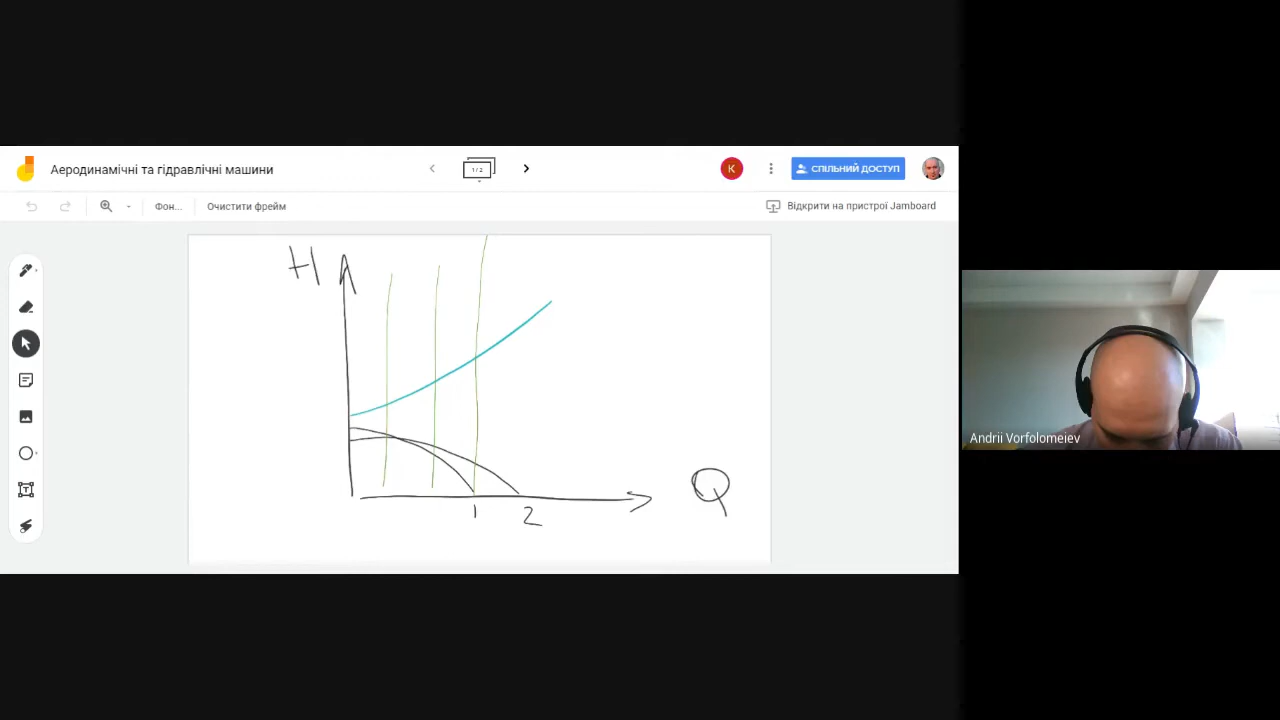 Аеродинамічні та гідравлічні машини
1 / 2
К
СПІЛЬНИЙ ДОСТУП
Фон...
Очистити фрейм
Відкрити на пристрої Jamboard
H
Q
1 2
Andrii Vorfolomeiev